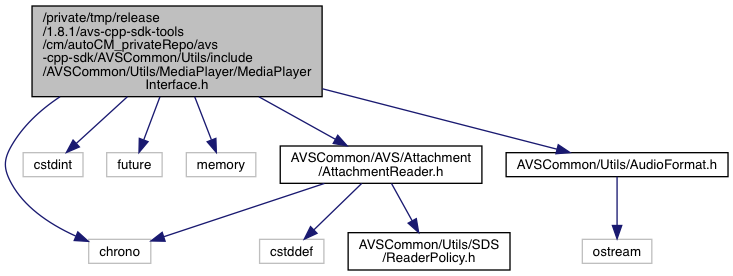 /private/tmp/release
/1.8.1/avs-cpp-sdk-tools
/cm/autoCM_privateRepo/avs
-cpp-sdk/AVSCommon/Utils/include
/AVSCommon/Utils/MediaPlayer/MediaPlayer
Interface.h
cstdint
future
memory
AVSCommon/AVS/Attachment
/AttachmentReader.h
AVSCommon/Utils/AudioFormat.h
chrono
cstddef
AVSCommon/Utils/SDS
/ReaderPolicy.h
ostream